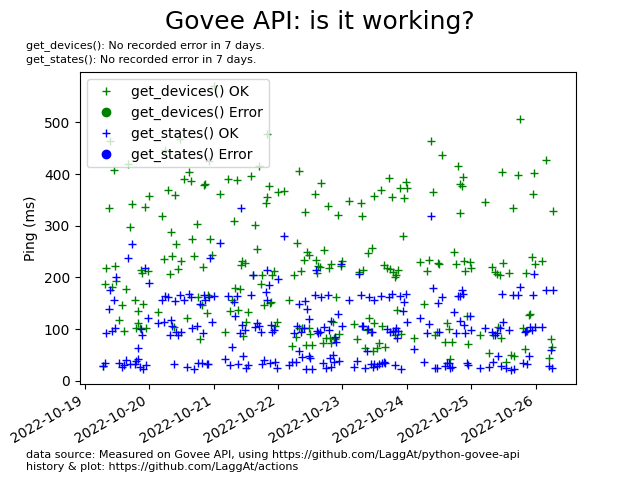 Govee API: is it working?
get_devices(): No recorded error in 7 days.
get_states(): No recorded error in 7 days.
get_devices() OK
get_devices() Error
get_states() OK
get_states() Error
Ping (ms)
500
400
300
200
100
0
2022-10-19
2022-10-20
2022-10-21
2022-10-22
2022-10-23
2022-10-24
2022-10-25
2022-10-26
data source: Measured on Govee API, using https://github.com/LaggAt/python-govee-api
history & plot: https://github.com/LaggAt/actions